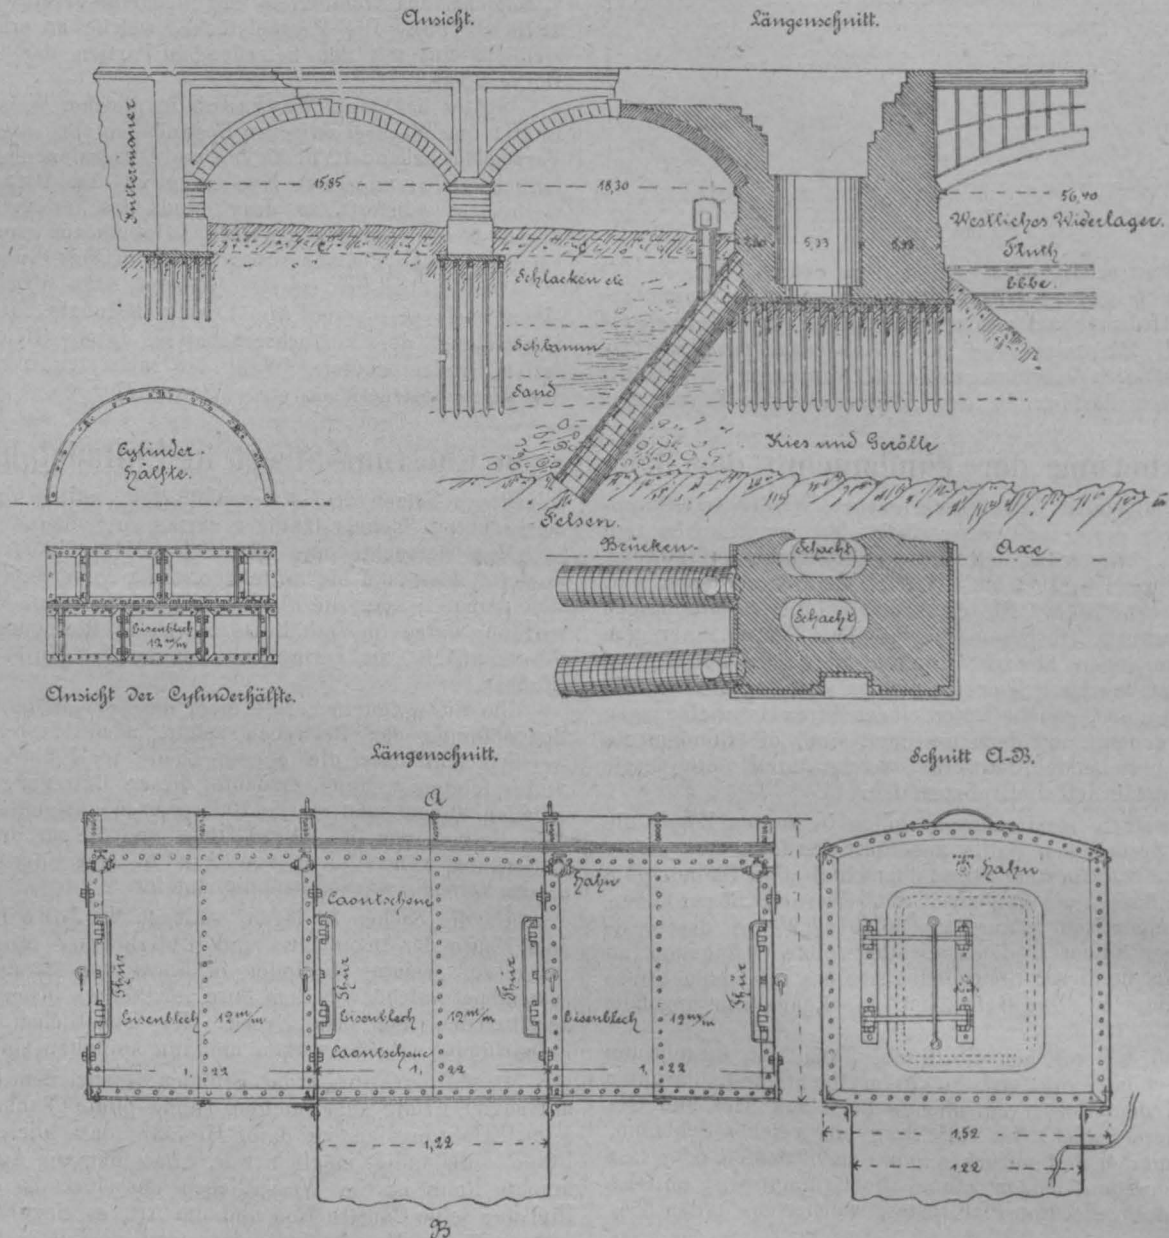 Ansicht.
Längenschnitt.
Futtermauer
15,85
18,30
5,33
56,40
Westliches Widerlager.
Fluth
Ebbe.
C
C
Schlacken etc
Schlamm
Sand
Kies und Gerölle
Felsen.
Cylinder-
hälfte.
Eisenblech
12 m/m
Ansicht der Cylinderhälfte.
Brücken-
Axe
Schacht
Schacht
Längenschnitt.
Schnitt A-B.
A
Hahn
Hahn
Caoutschouc
Thür
Thür
Thür
Thür
Eisenblech 12 m/m
Eisenblech 12 m/m
Eisenblech 12 m/m
Caoutschouc
1,22
1,22
1,22
1,22
1,52
1,22
B